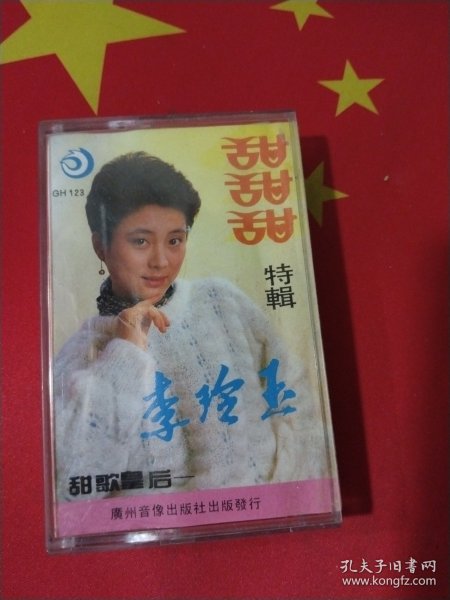 GH 123
甜
甜
甜
特輯
李玲玉
甜歌皇后—
廣州音像出版社出版發行
孔夫子旧书网
www.kongfz.com